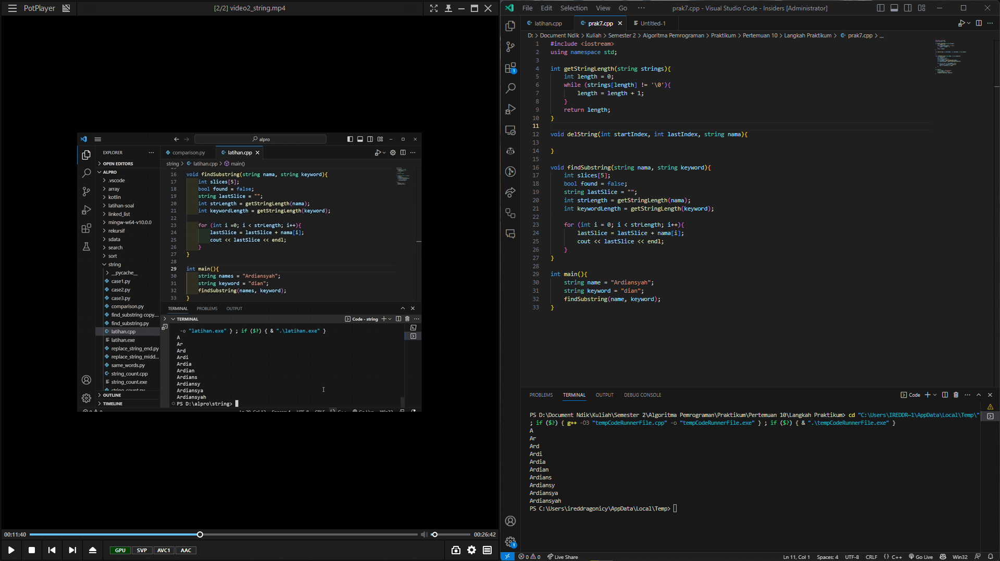 PotPlayer
[2/2] video2_string.mp4
alpro
EXPLORER
comparison.py
latihan.cpp
OPEN EDITORS
string > latihan.cpp > main()
ALPRO
.vscode
array
kotlin
latihan-soal
linked_list
mingw-w64-v10.0.0
rekursif
sdata
search
sort
string
__pycache__
case1.py
case2.py
case3.py
comparison.py
find_substring copy....
find_substring.py
latihan.cpp
latihan.exe
replace_string_end.py
replace_string_midd...
same_words.py
string_count.cpp
string_count.exe
string_count.py
OUTLINE
TIMELINE
16 void findSubstring(string nama, string keyword){
17 int slices[5];
18 bool found = false;
19 string lastSlice = "";
20 int strLength = getStringLength(nama);
21 int keywordLength = getStringLength(keyword);
22
23 for (int i =0; i < strLength; i++){
24 lastSlice = lastSlice + nama[i];
25 cout << lastSlice << endl;
26 }
27 }
28
29 int main(){
30 string names = "Ardiansyah";
31 string keyword = "dian";
32 findSubstring(names, keyword);
33 }
TERMINAL PROBLEMS OUTPUT
TERMINAL
Code - string
-o "latihan.exe" } ; if ($?) { & ".\latihan.exe" }
A
Ar
Ard
Ardi
Ardia
Ardian
Ardians
Ardiansy
Ardiansya
Ardiansyah
PS D:\alpro\string>
00:11:40
00:26:42
GPU SVP AVC1 AAC
File Edit Selection View Go ···
prak7.cpp - Visual Studio Code - Insiders [Administrator]
latihan.cpp
prak7.cpp
Untitled-1
D: > Document Ndik > Kuliah > Semester 2 > Algoritma Pemrograman > Praktikum > Pertemuan 10 > Langkah Praktikum > prak7.cpp > ...
1 #include <iostream>
2 using namespace std;
3
4 int getStringLength(string strings){
5 int length = 0;
6 while (strings[length] != '\0'){
7 length = length + 1;
8 }
9 return length;
10 }
11
12 void delString(int startIndex, int lastIndex, string nama){
13
14 }
15
16 void findSubstring(string nama, string keyword){
17 int slices[5];
18 bool found = false;
19 string lastSlice = "";
20 int strLength = getStringLength(nama);
21 int keywordLength = getStringLength(keyword);
22
23 for (int i = 0; i < strLength; i++){
24 lastSlice = lastSlice + nama[i];
25 cout << lastSlice << endl;
26 }
27 }
28
29 int main(){
30 string name = "Ardiansyah";
31 string keyword = "dian";
32 findSubstring(name, keyword);
33 }
PROBLEMS TERMINAL OUTPUT DEBUG CONSOLE
Code
PS D:\Document Ndik\Kuliah\Semester 2\Algoritma Pemrograman\Praktikum\Pertemuan 10\Langkah Praktikum> cd "C:\Users\IREDDR~1\AppData\Local\Temp\"
; if ($?) { g++ -O3 "tempCodeRunnerFile.cpp" -o "tempCodeRunnerFile.exe" } ; if ($?) { & ".\tempCodeRunnerFile.exe" }
A
Ar
Ard
Ardi
Ardia
Ardian
Ardians
Ardiansy
Ardiansya
Ardiansyah
PS C:\Users\ireddragonicy\AppData\Local\Temp>
1
1
0 0
Live Share
Ln 11, Col 1
Spaces: 4
UTF-8
CRLF
{} C++
Go Live
Win32